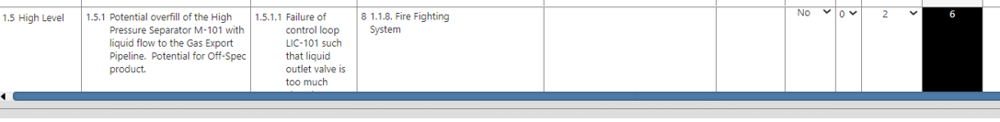 1.5 High Level
1.5.1 Potential overfill of the High
Pressure Separator M-101 with
liquid flow to the Gas Export
Pipeline. Potential for Off-Spec
product.
1.5.1.1 Failure of
control loop
LIC-101 such
that liquid
outlet valve is
too much
8 1.1.8. Fire Fighting
System
No
0
2
6